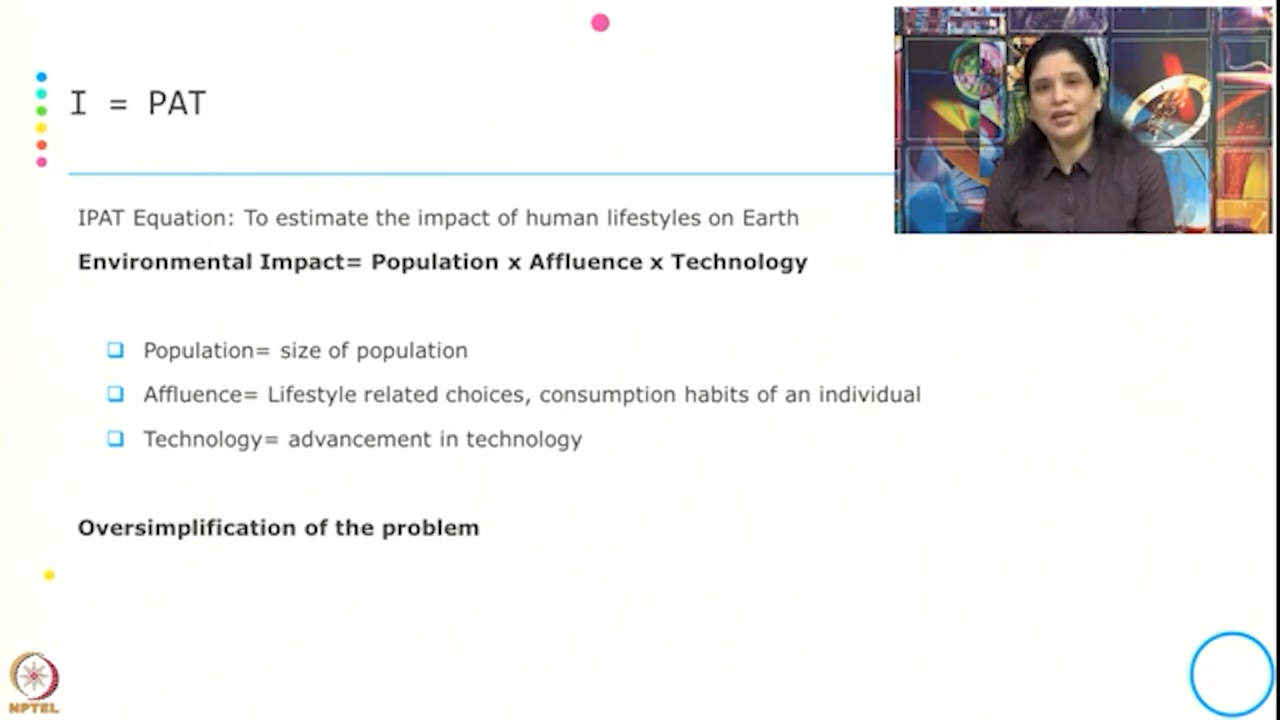 I = PAT
IPAT Equation: To estimate the impact of human lifestyles on Earth
Environmental Impact= Population x Affluence x Technology
Population= size of population
Affluence= Lifestyle related choices, consumption habits of an individual
Technology= advancement in technology
Oversimplification of the problem
NPTEL